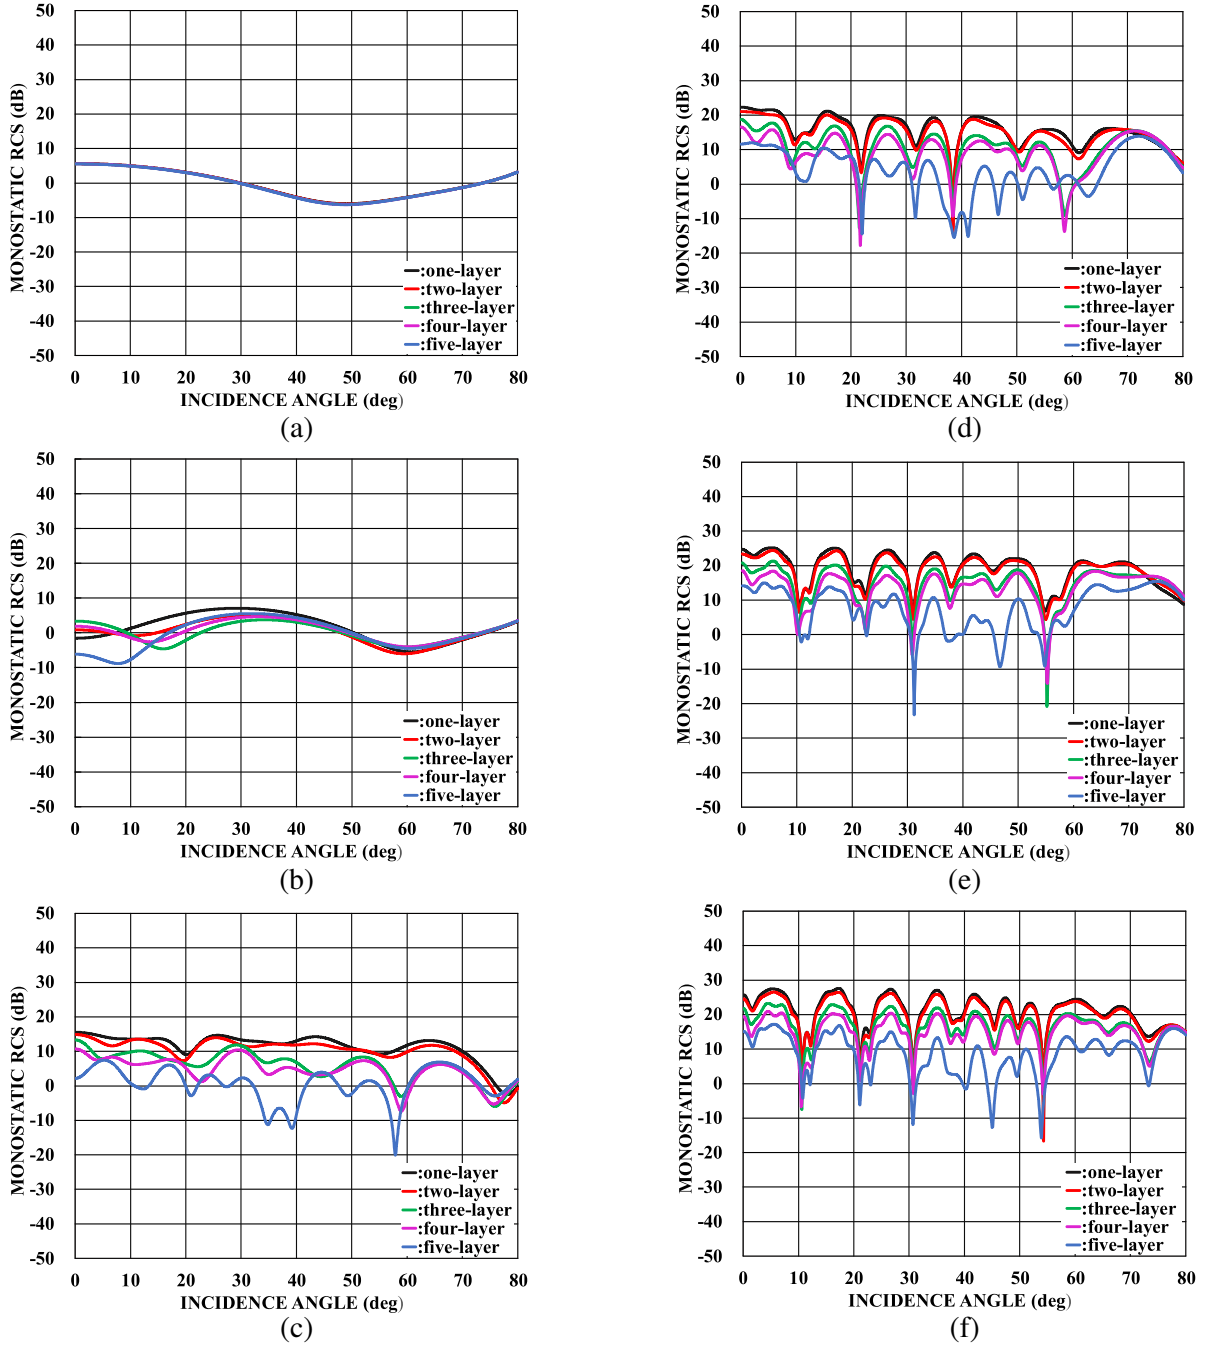 50
40
30
20
10
0
-10
-20
-30
-40
-50
MONOSTATIC RCS (dB)
:one-layer
:two-layer
:three-layer
:four-layer
:five-layer
0 10 20 30 40 50 60 70 80
INCIDENCE ANGLE (deg)
(a)
50
40
30
20
10
0
-10
-20
-30
-40
-50
MONOSTATIC RCS (dB)
:one-layer
:two-layer
:three-layer
:four-layer
:five-layer
0 10 20 30 40 50 60 70 80
INCIDENCE ANGLE (deg)
(b)
50
40
30
20
10
0
-10
-20
-30
-40
-50
MONOSTATIC RCS (dB)
:one-layer
:two-layer
:three-layer
:four-layer
:five-layer
0 10 20 30 40 50 60 70 80
INCIDENCE ANGLE (deg)
(c)
50
40
30
20
10
0
-10
-20
-30
-40
-50
MONOSTATIC RCS (dB)
:one-layer
:two-layer
:three-layer
:four-layer
:five-layer
0 10 20 30 40 50 60 70 80
INCIDENCE ANGLE (deg)
(d)
50
40
30
20
10
0
-10
-20
-30
-40
-50
MONOSTATIC RCS (dB)
:one-layer
:two-layer
:three-layer
:four-layer
:five-layer
0 10 20 30 40 50 60 70 80
INCIDENCE ANGLE (deg)
(e)
50
40
30
20
10
0
-10
-20
-30
-40
-50
MONOSTATIC RCS (dB)
:one-layer
:two-layer
:three-layer
:four-layer
:five-layer
0 10 20 30 40 50 60 70 80
INCIDENCE ANGLE (deg)
(f)